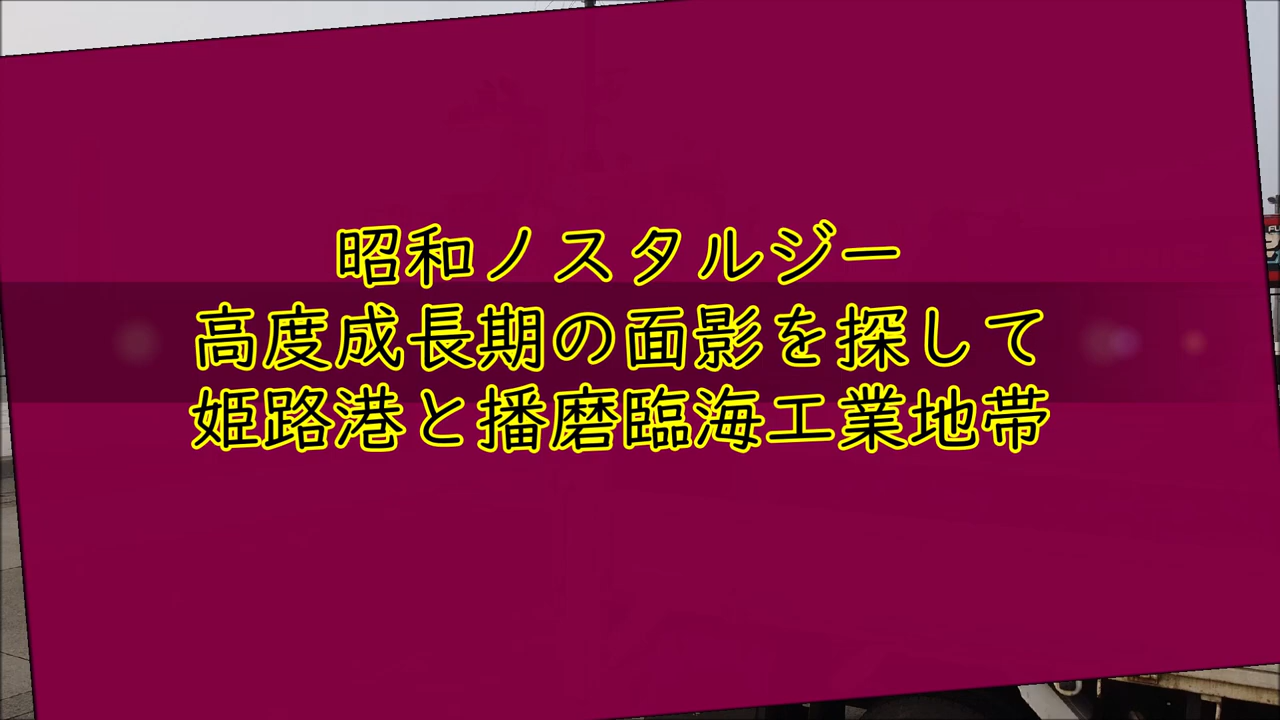 昭和ノスタルジー
高度成長期の面影を探して
姫路港と播磨臨海工業地帯